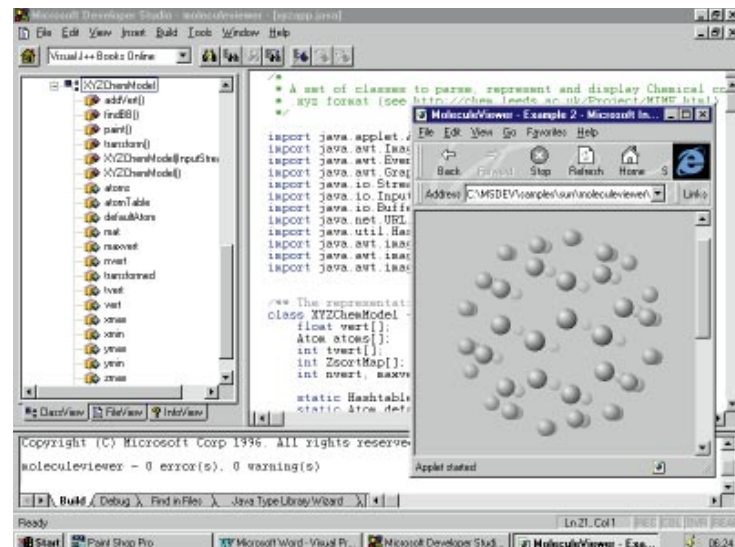 Microsoft Developer Studio - moleculeviewer - [xyzapp.java]
File Edit View Insert Build Tools Window Help
Visual J++ Books Online
XYZChemModel
addVert()
findBB()
paint()
transform()
XYZChemModel(InputStrea
XYZChemModel()
atoms
atomTable
defaultAtom
mat
maxvert
nvert
transformed
tvert
vert
xmax
xmin
ymax
ymin
zmax
ClassView FileView InfoView
/*
* A set of classes to parse, represent and display Chemical co
* .xyz format (see http://chem.leeds.ac.uk/Project/MIME.html)
*/
import java.applet.A
import java.awt.Imag
import java.awt.Even
import java.awt.Grap
import java.io.Strea
import java.io.Input
import java.io.Buffe
import java.net.URL
import java.util.Has
import java.awt.imag
import java.awt.imag
import java.awt.imag
/** The representati
class XYZChemModel
float vert[];
Atom atoms[];
int tvert[];
int ZsortMap[];
int nvert, maxve
static Hashtable
static Atom defa
MoleculeViewer - Example 2 - Microsoft In...
File Edit View Go Favorites Help
Back Forward Stop Refresh Home S
Address C:\MSDEV\samples\sun\moleculeviewer\ Links
Applet started
Copyright (C) Microsoft Corp 1996. All rights reserve
moleculeviewer - 0 error(s), 0 warning(s)
Build Debug Find in Files Java Type Library Wizard
Ready Ln 21, Col 1 REC COL OVR READ
Start Paint Shop Pro Microsoft Word - Visual Pr... Microsoft Developer Studi... MoleculeViewer - Exa... 06:24